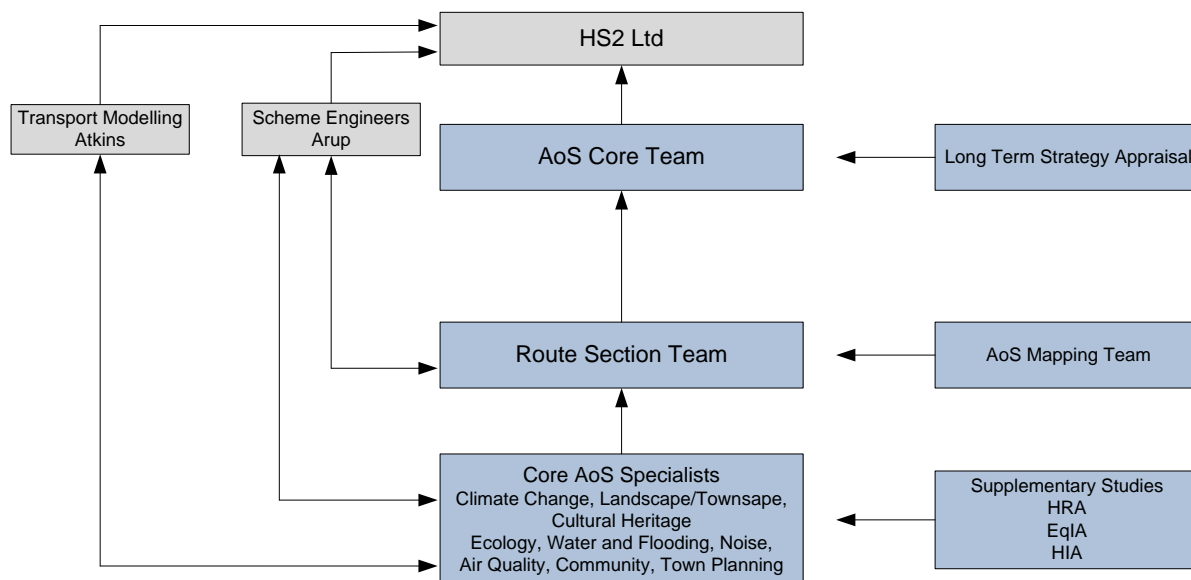 HS2 Ltd
Transport Modelling
Atkins
Scheme Engineers
Arup
AoS Core Team
Long Term Strategy Appraisal
Route Section Team
AoS Mapping Team
Core AoS Specialists
Climate Change, Landscape/Townsape,
Cultural Heritage
Ecology, Water and Flooding, Noise,
Air Quality, Community, Town Planning
Supplementary Studies
HRA
EqIA
HIA